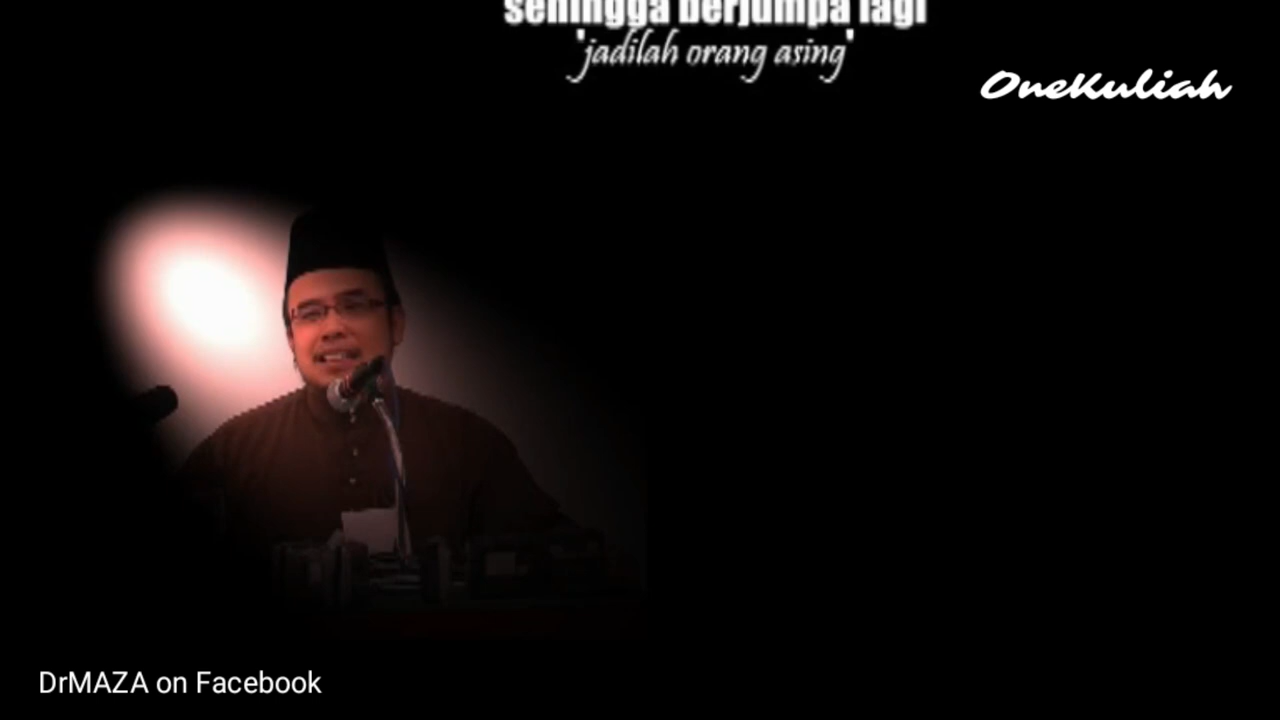 sehingga berjumpa lagi
'jadilah orang asing'
OneKuliah
DrMAZA on Facebook